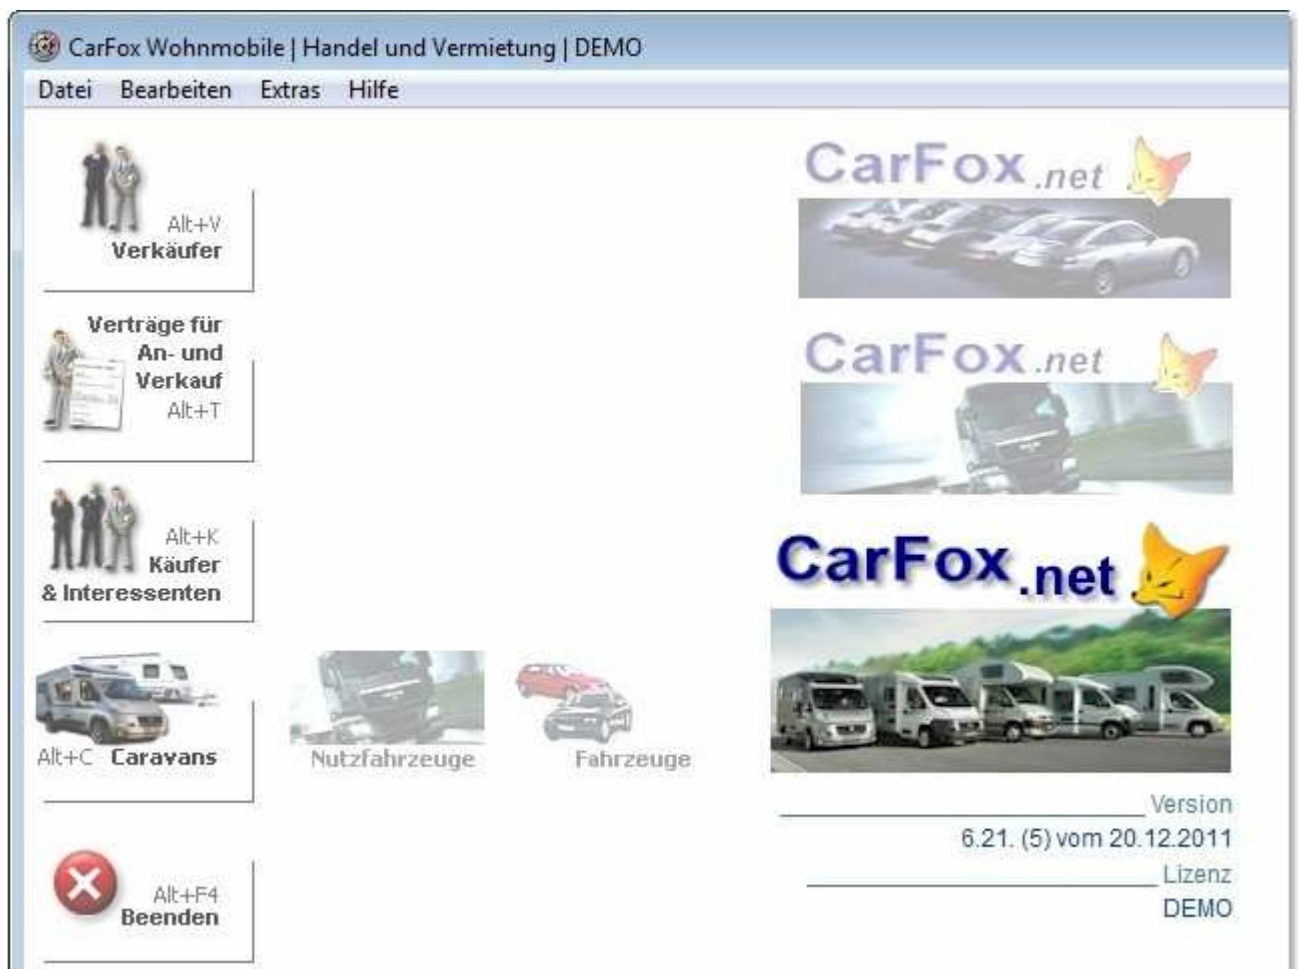 CarFox Wohnmobile | Handel und Vermietung | DEMO
Datei Bearbeiten Extras Hilfe
Alt+V
Verkäufer
Verträge für
An- und
Verkauf
Alt+T
Alt+K
Käufer
& Interessenten
Alt+C Caravans
Nutzfahrzeuge
Fahrzeuge
Alt+F4
Beenden
CarFox.net
CarFox.net
CarFox.net
Version
6.21. (5) vom 20.12.2011
Lizenz
DEMO